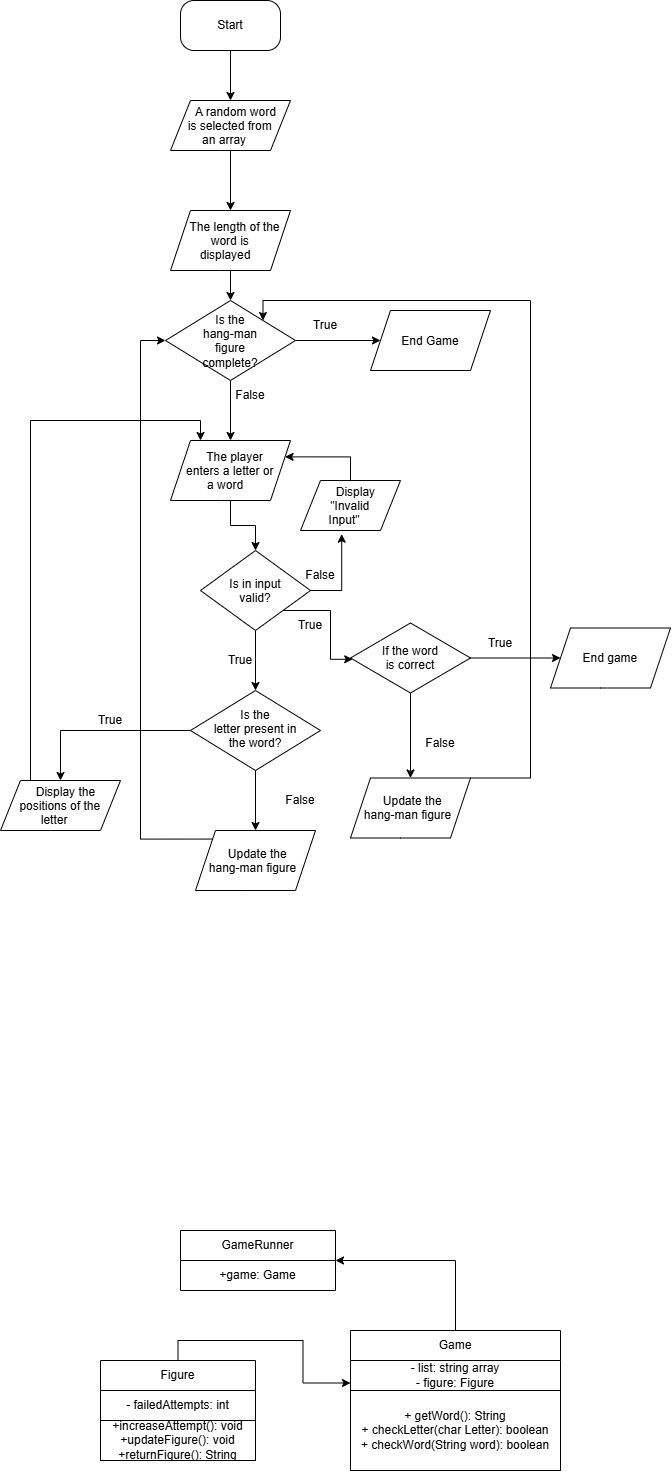 Start
A random word
is selected from
an array
The length of the
word is
displayed
Is the
hang-man
figure
complete?
True
End Game
False
The player
enters a letter or
a word
Display
"Invalid
Input"
Is in input
valid?
False
True
If the word
is correct
True
End game
True
Is the
letter present in
the word?
True
False
Display the
positions of the
letter
False
Update the
hang-man figure
Update the
hang-man figure
GameRunner
+game: Game
Game
- list: string array
- figure: Figure
+ getWord(): String
+ checkLetter(char Letter): boolean
+ checkWord(String word): boolean
Figure
- failedAttempts: int
+increaseAttempt(): void
+updateFigure(): void
+returnFigure(): String